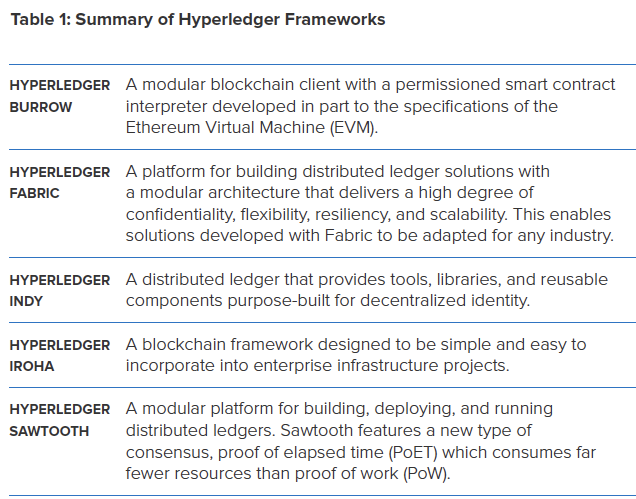 Table 1: Summary of Hyperledger Frameworks
HYPERLEDGER BURROW
A modular blockchain client with a permissioned smart contract
interpreter developed in part to the specifications of the
Ethereum Virtual Machine (EVM).
HYPERLEDGER FABRIC
A platform for building distributed ledger solutions with
a modular architecture that delivers a high degree of
confidentiality, flexibility, resiliency, and scalability. This enables
solutions developed with Fabric to be adapted for any industry.
HYPERLEDGER INDY
A distributed ledger that provides tools, libraries, and reusable
components purpose-built for decentralized identity.
HYPERLEDGER IROHA
A blockchain framework designed to be simple and easy to
incorporate into enterprise infrastructure projects.
HYPERLEDGER SAWTOOTH
A modular platform for building, deploying, and running
distributed ledgers. Sawtooth features a new type of
consensus, proof of elapsed time (PoET) which consumes far
fewer resources than proof of work (PoW).